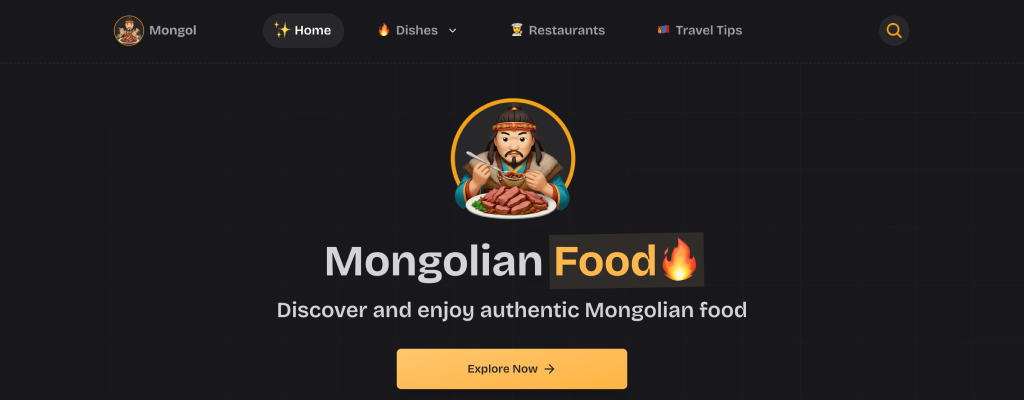 Mongol
Home
Dishes
Restaurants
Travel Tips
Mongolian Food
Discover and enjoy authentic Mongolian food
Explore Now